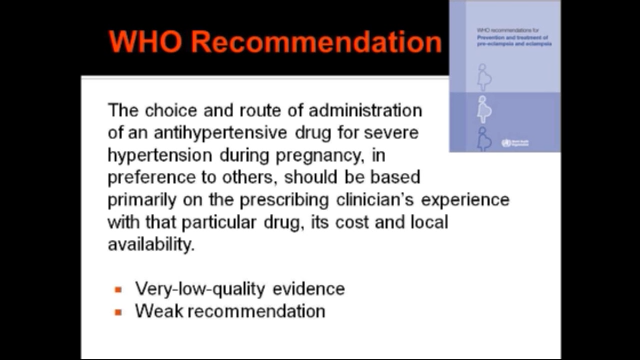 WHO Recommendation
WHO recommendations for
Prevention and treatment of
pre-eclampsia and eclampsia
The choice and route of administration
of an antihypertensive drug for severe
hypertension during pregnancy, in
preference to others, should be based
primarily on the prescribing clinician's experience
with that particular drug, its cost and local
availability.
Very-low-quality evidence
Weak recommendation